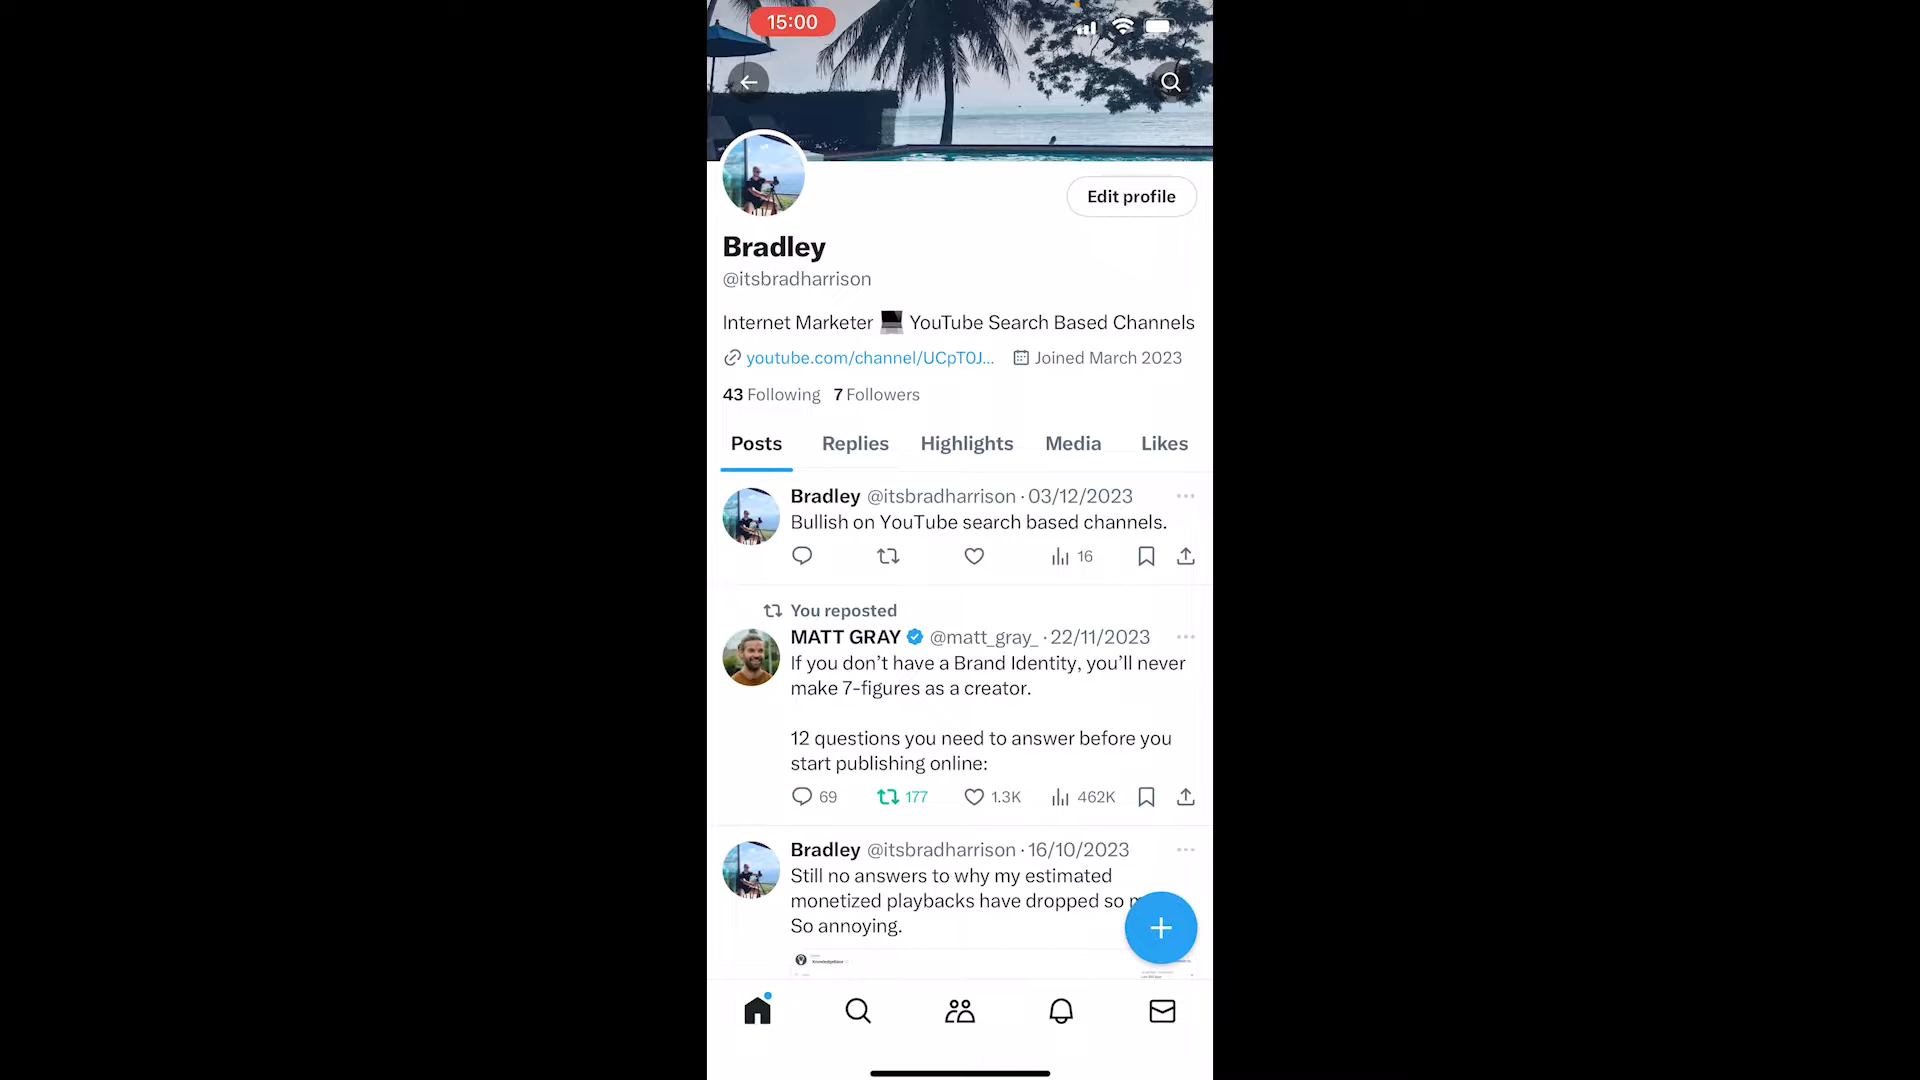 15:00
Edit profile
Bradley
@itsbradharrison
Internet Marketer 💻 YouTube Search Based Channels
youtube.com/channel/UCpT0J... Joined March 2023
43 Following 7 Followers
Posts Replies Highlights Media Likes
Bradley @itsbradharrison · 03/12/2023
Bullish on YouTube search based channels.
16
You reposted
MATT GRAY @matt_gray_ · 22/11/2023
If you don’t have a Brand Identity, you’ll never
make 7-figures as a creator.
12 questions you need to answer before you
start publishing online:
69 177 1.3K 462K
Bradley @itsbradharrison · 16/10/2023
Still no answers to why my estimated
monetized playbacks have dropped so
So annoying.